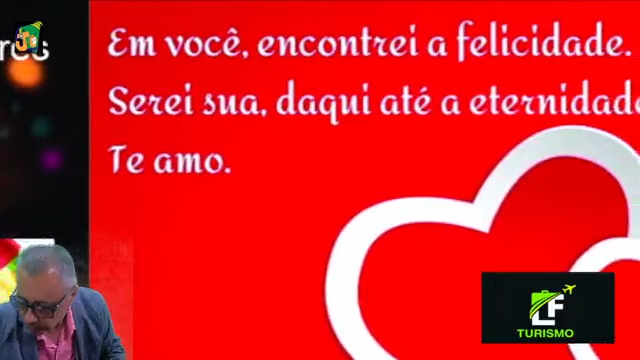 Em você, encontrei a felicidade.
Serei sua, daqui até a eternidade
Te amo.
LF
TURISMO